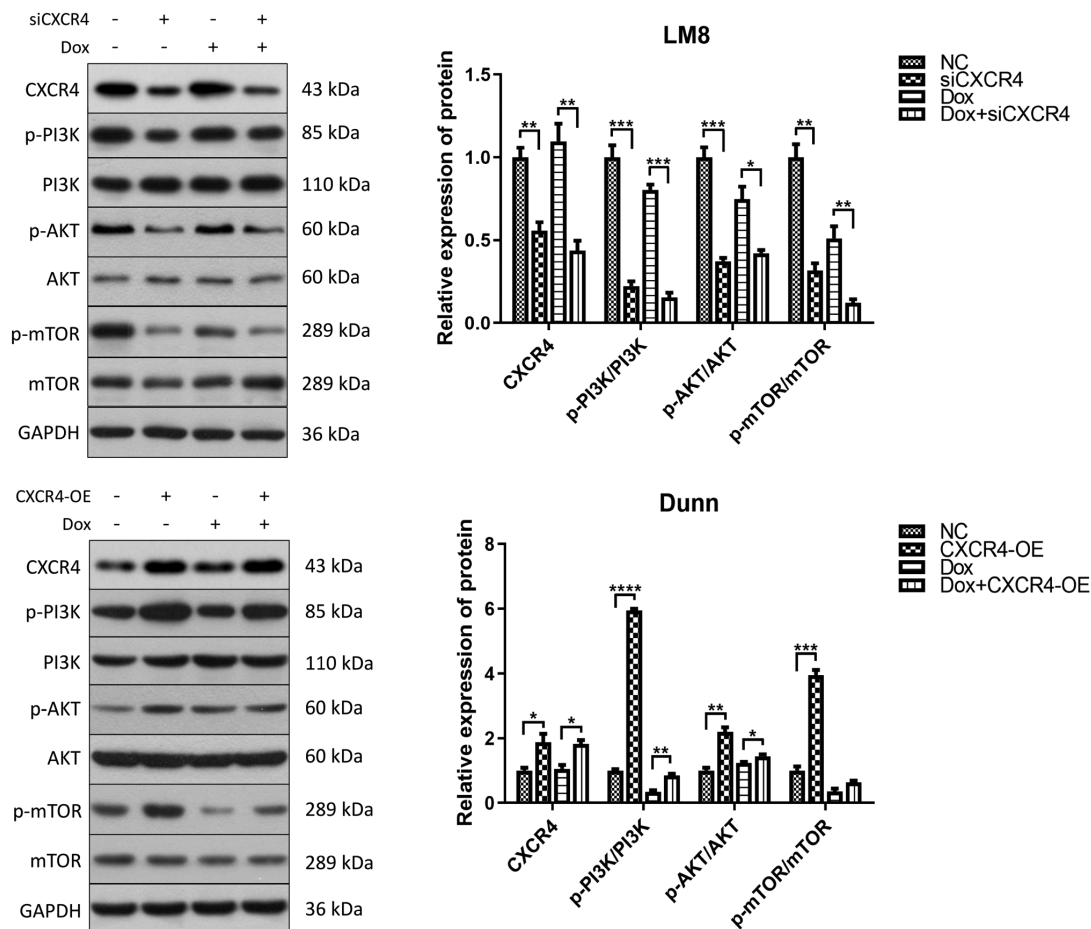 siCXCR4 - + - +
Dox - - + +
CXCR4 43 kDa
p-PI3K 85 kDa
PI3K 110 kDa
p-AKT 60 kDa
AKT 60 kDa
p-mTOR 289 kDa
mTOR 289 kDa
GAPDH 36 kDa
LM8
Relative expression of protein
1.5
1.0
0.5
0.0
** ** *** *** *** * ** **
CXCR4
p-PI3K/PI3K
p-AKT/AKT
p-mTOR/mTOR
NC
siCXCR4
Dox
Dox+siCXCR4
CXCR4-OE - + - +
Dox - - + +
CXCR4 43 kDa
p-PI3K 85 kDa
PI3K 110 kDa
p-AKT 60 kDa
AKT 60 kDa
p-mTOR 289 kDa
mTOR 289 kDa
GAPDH 36 kDa
Dunn
Relative expression of protein
8
6
4
2
0
* * **** ** ** * ***
CXCR4
p-PI3K/PI3K
p-AKT/AKT
p-mTOR/mTOR
NC
CXCR4-OE
Dox
Dox+CXCR4-OE